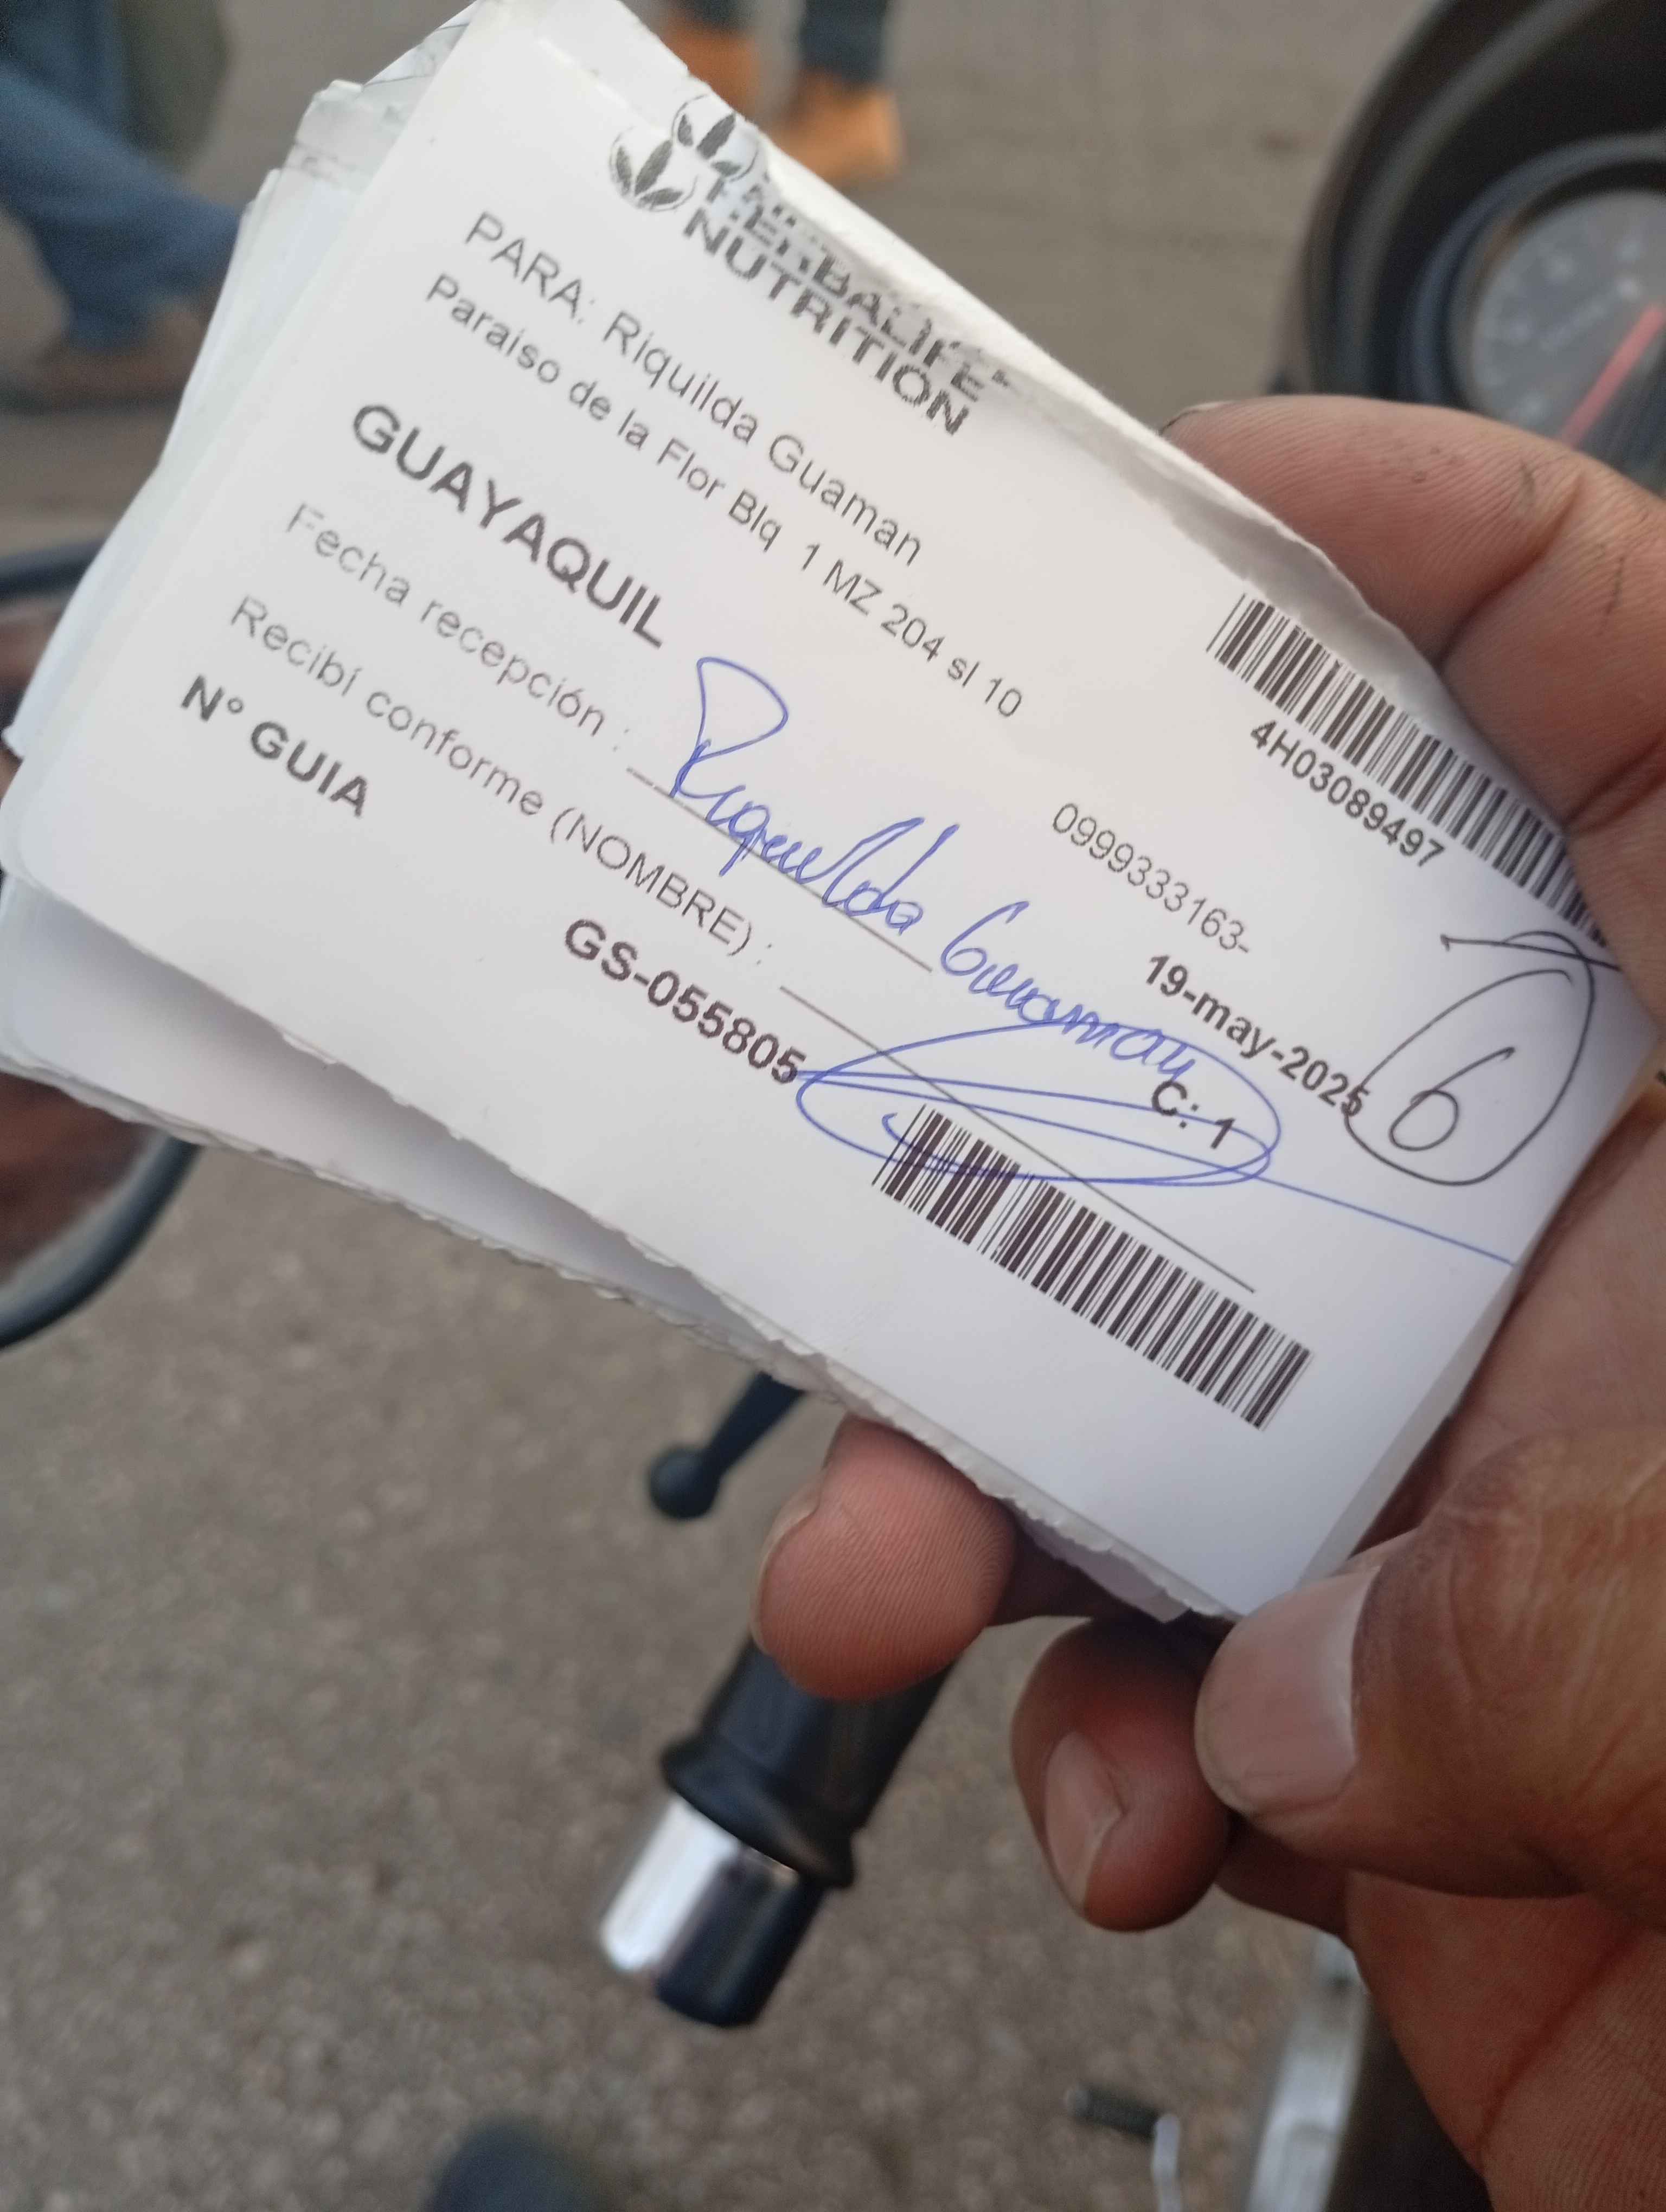 HERBALIFE
NUTRITION
PARA: Riquilda Guaman
Paraiso de la Flor Blq 1 MZ 204 sl 10
4H03089497
GUAYAQUIL
0999333163-
Fecha recepción :
Riquilda Guaman
19-may-2025
6
Recibí conforme (NOMBRE) :
C: 1
N° GUIA
GS-055805